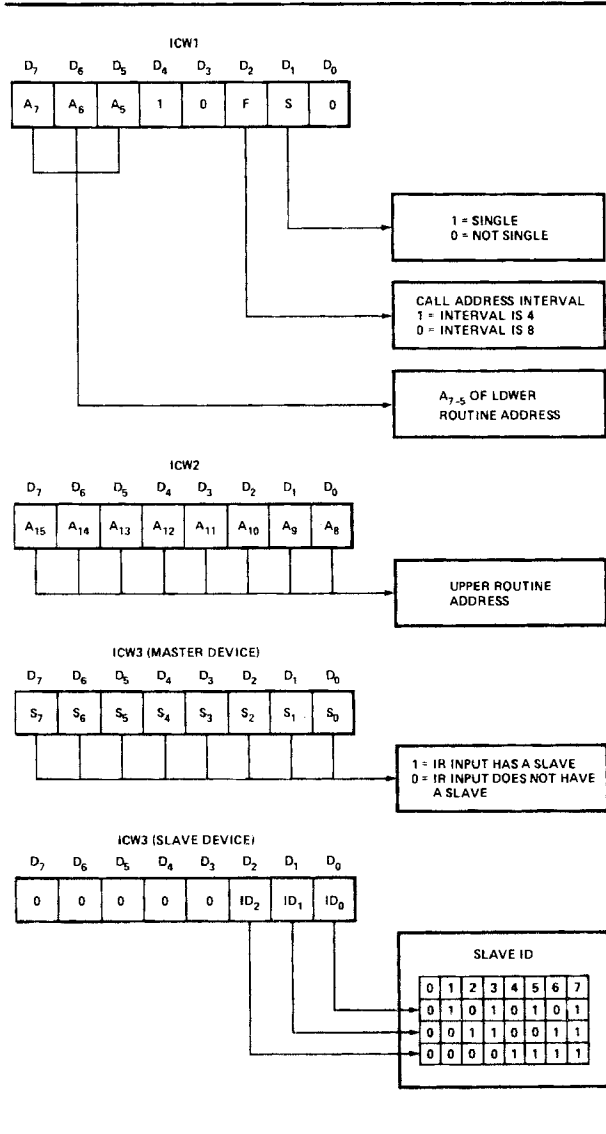 ICW1
D7 D6 D5 D4 D3 D2 D1 D0
A7 A6 A5 1 0 F S 0
1 = SINGLE
0 = NOT SINGLE
CALL ADDRESS INTERVAL
1 = INTERVAL IS 4
0 = INTERVAL IS 8
A7-5 OF LOWER
ROUTINE ADDRESS
ICW2
D7 D6 D5 D4 D3 D2 D1 D0
A15 A14 A13 A12 A11 A10 A9 A8
UPPER ROUTINE
ADDRESS
ICW3 (MASTER DEVICE)
D7 D6 D5 D4 D3 D2 D1 D0
S7 S6 S5 S4 S3 S2 S1 S0
1 = IR INPUT HAS A SLAVE
0 = IR INPUT DOES NOT HAVE
A SLAVE
ICW3 (SLAVE DEVICE)
D7 D6 D5 D4 D3 D2 D1 D0
0 0 0 0 0 ID2 ID1 ID0
SLAVE ID
0 1 2 3 4 5 6 7
0 1 0 1 0 1 0 1
0 0 1 1 0 0 1 1
0 0 0 0 1 1 1 1